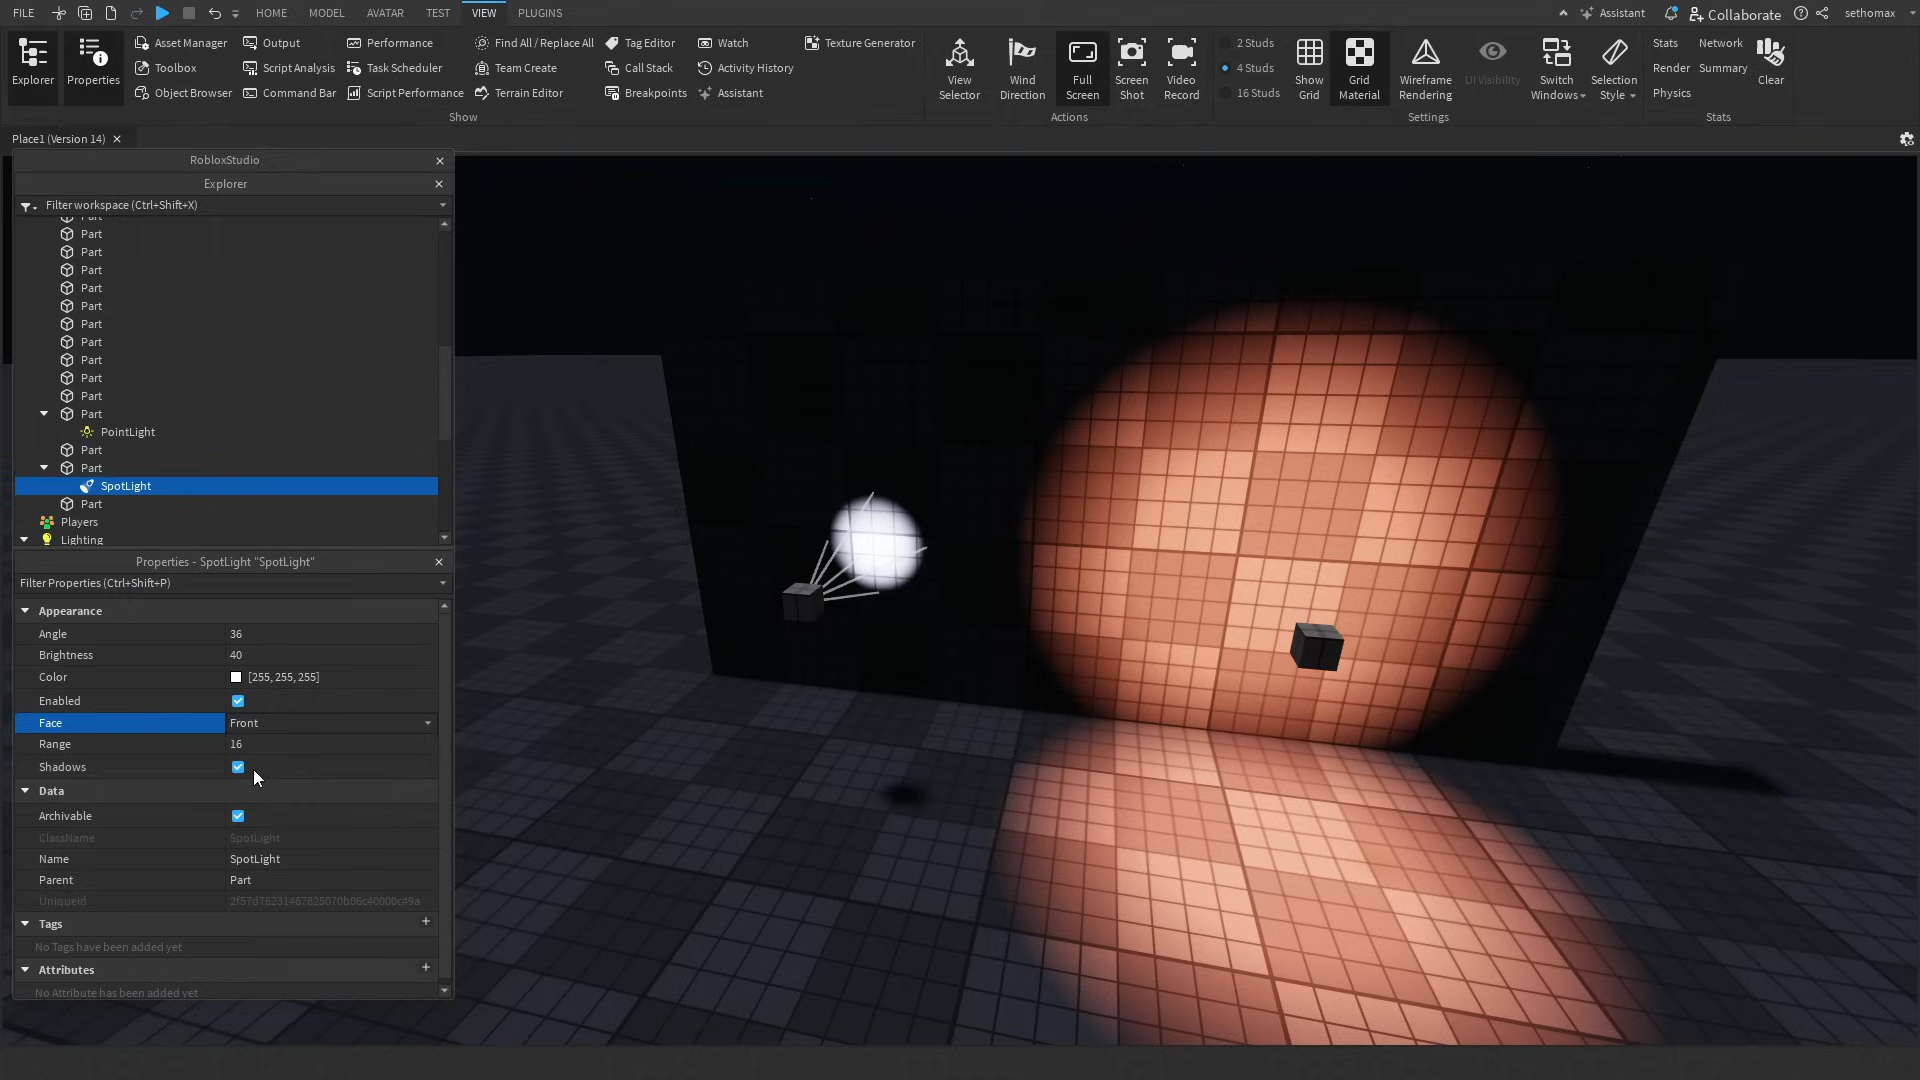 FILE HOME MODEL AVATAR TEST VIEW PLUGINS Assistant Collaborate sethomax
Explorer
Properties
Asset Manager
Toolbox
Object Browser
Output
Script Analysis
Command Bar
Performance
Task Scheduler
Script Performance
Find All / Replace All
Team Create
Terrain Editor
Tag Editor
Call Stack
Breakpoints
Watch
Activity History
Assistant
Texture Generator
Show
View
Selector
Wind
Direction
Full
Screen
Screen
Shot
Video
Record
Actions
2 Studs
4 Studs
16 Studs
Show
Grid
Grid
Material
Wireframe
Rendering
UI Visibility
Switch
Windows
Selection
Style
Settings
Stats
Render
Physics
Network
Summary
Clear
Stats
Place1 (Version 14)
RobloxStudio
Explorer
Filter workspace (Ctrl+Shift+X)
Part
Part
Part
Part
Part
Part
Part
Part
Part
Part
Part
Part
PointLight
Part
Part
SpotLight
Part
Players
Lighting
Properties - SpotLight "SpotLight"
Filter Properties (Ctrl+Shift+P)
Appearance
Angle 36
Brightness 40
Color [255, 255, 255]
Enabled
Face Front
Range 16
Shadows
Data
Archivable
ClassName SpotLight
Name SpotLight
Parent Part
UniqueId 2f57d76231467825070b06c40000c49a
Tags
No Tags have been added yet
Attributes
No Attribute has been added yet